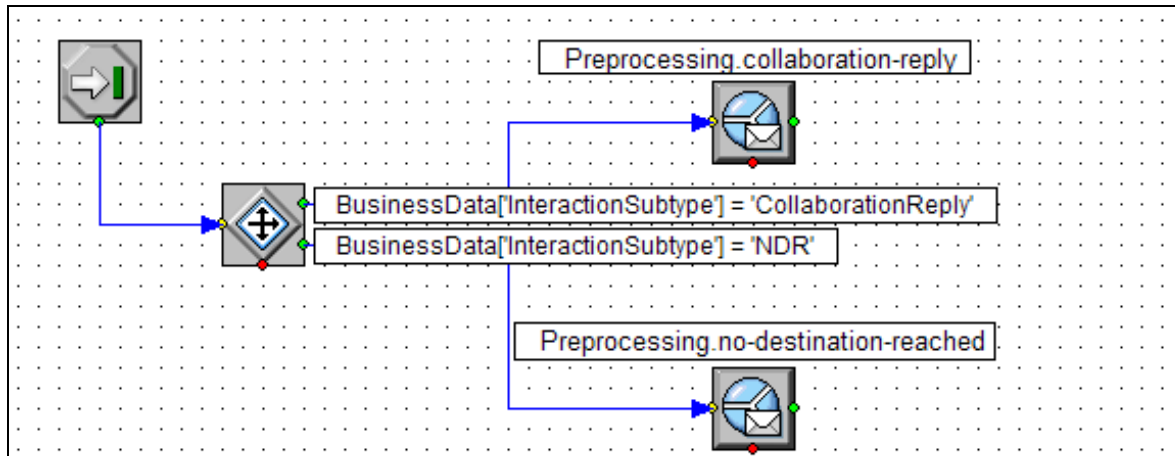 Preprocessing.collaboration-reply
BusinessData['InteractionSubtype'] = 'CollaborationReply'
BusinessData['InteractionSubtype'] = 'NDR'
Preprocessing.no-destination-reached